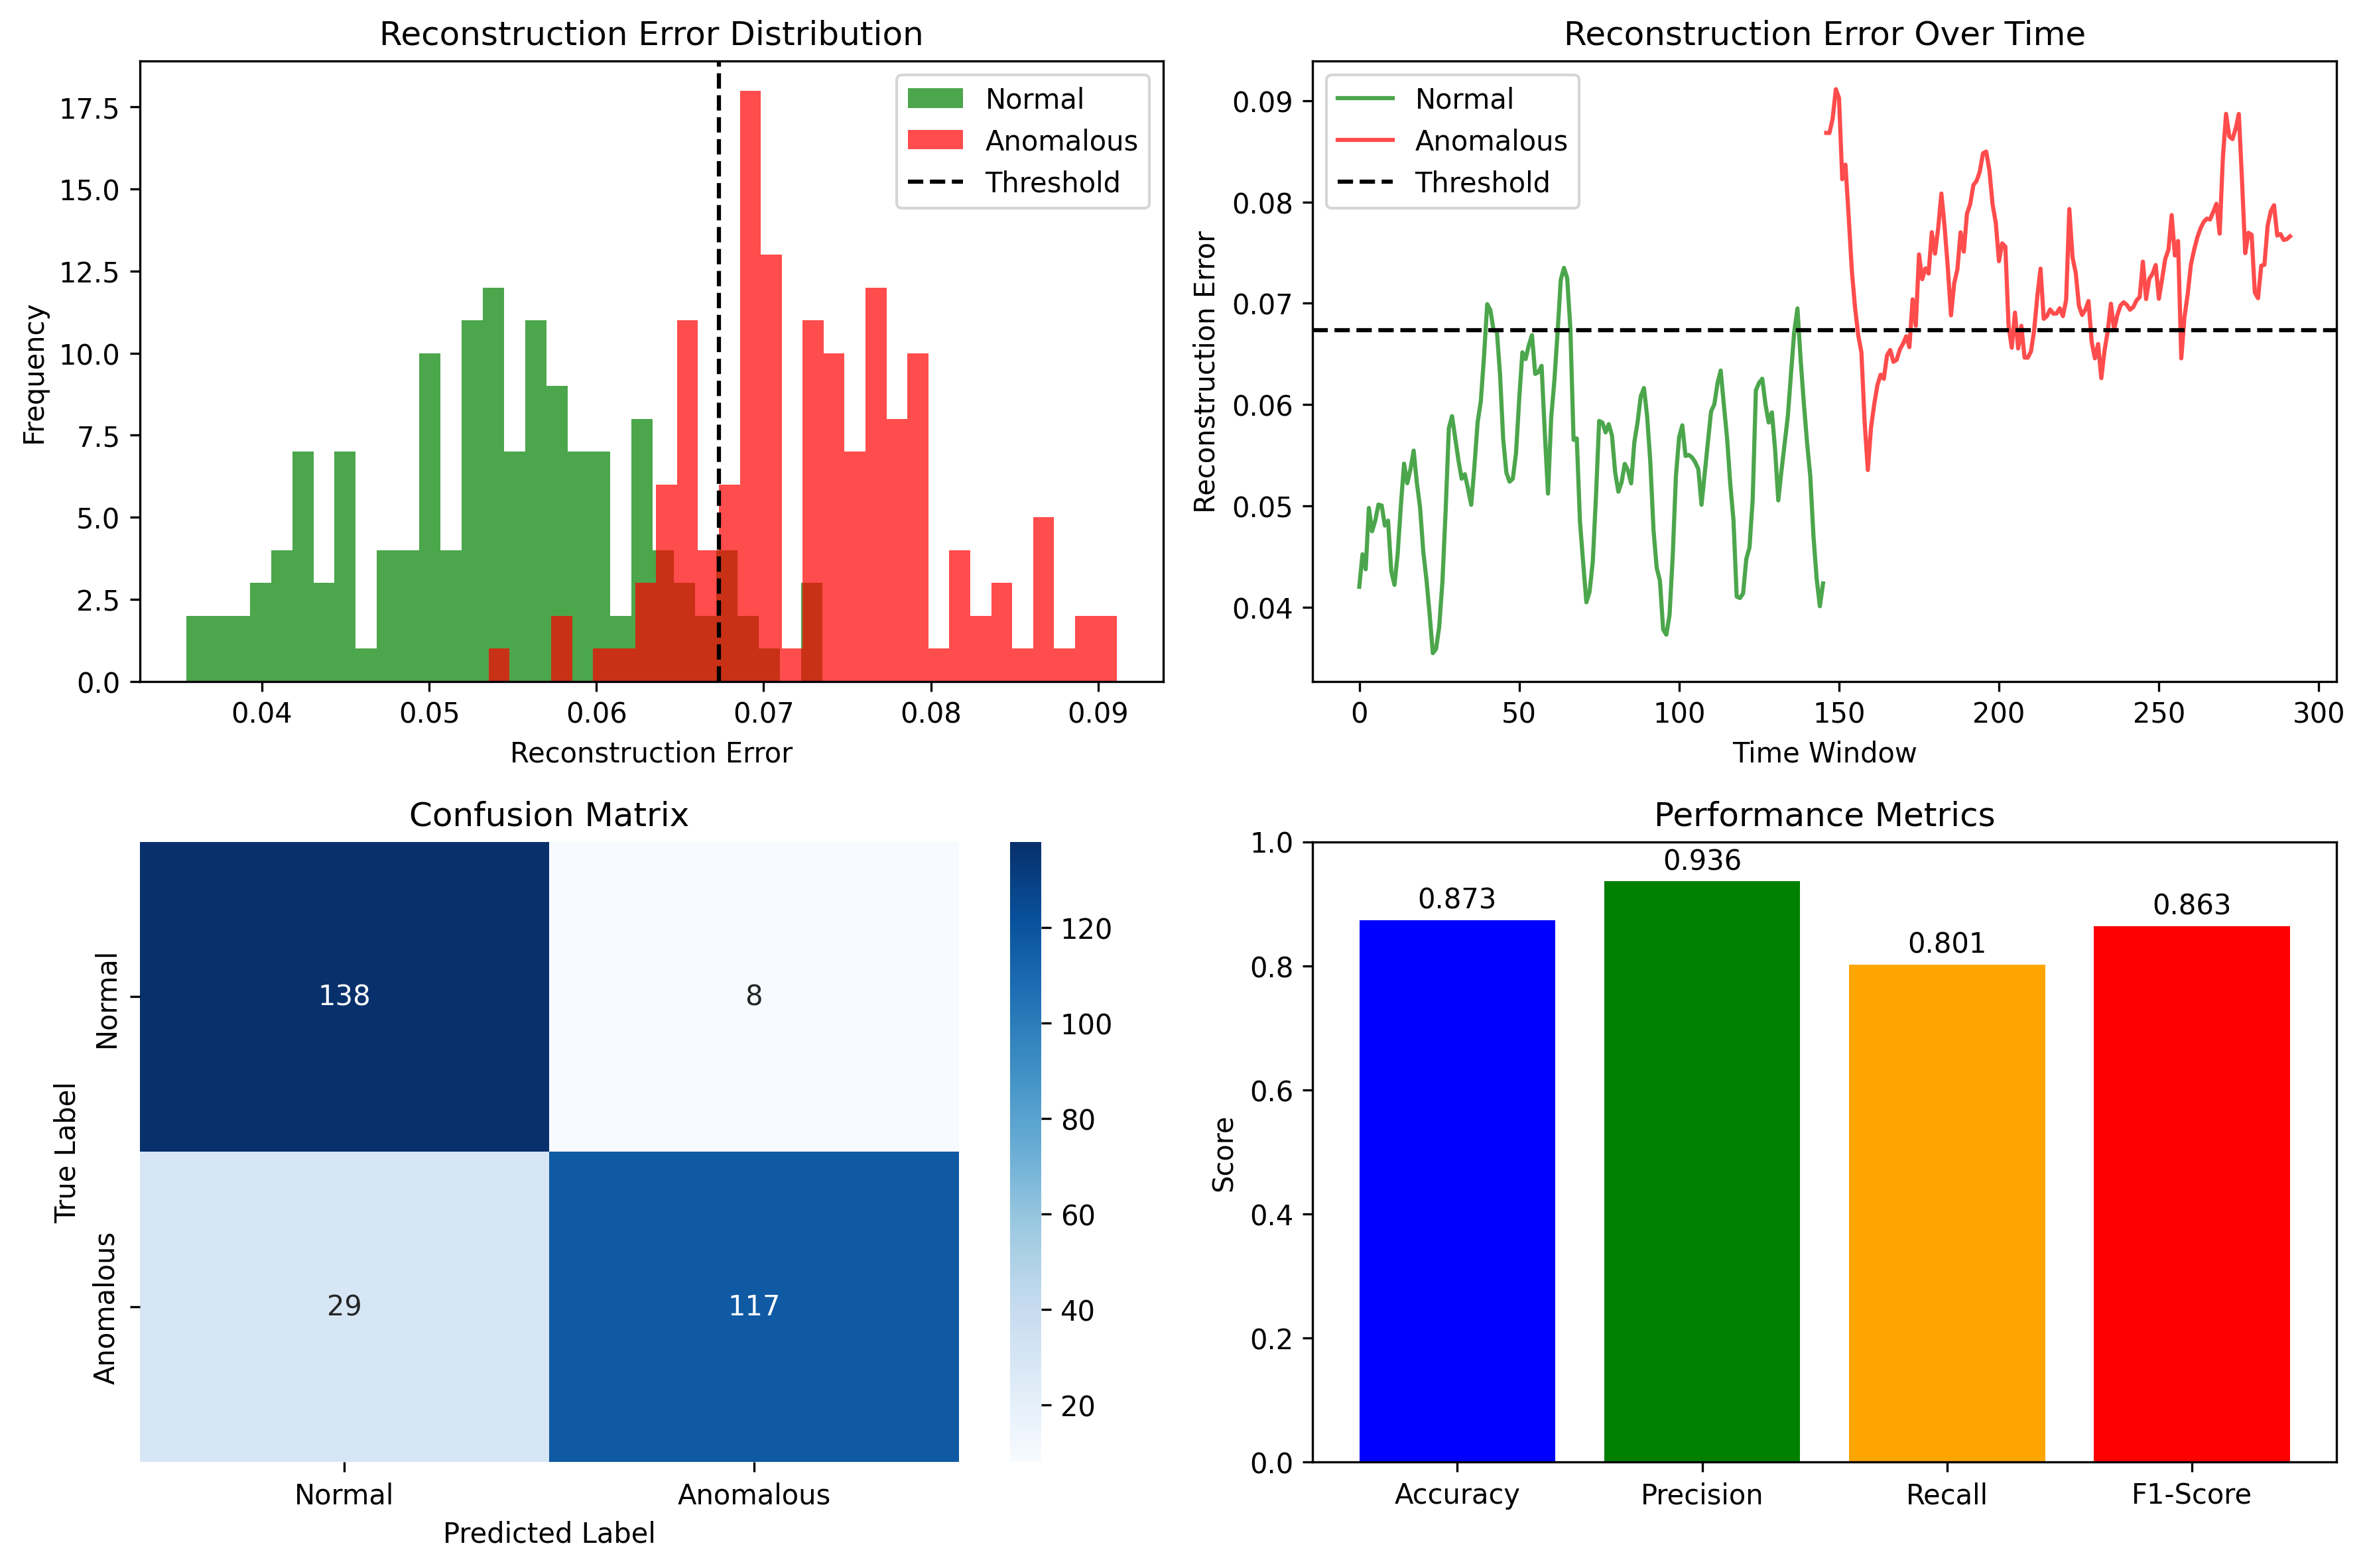 Reconstruction Error Distribution
17.5
15.0
12.5
10.0
7.5
5.0
2.5
0.0
Frequency
Normal
Anomalous
Threshold
0.04 0.05 0.06 0.07 0.08 0.09
Reconstruction Error
Reconstruction Error Over Time
0.09
0.08
0.07
0.06
0.05
0.04
Reconstruction Error
Normal
Anomalous
Threshold
0 50 100 150 200 250 300
Time Window
Confusion Matrix
True Label
Normal
Anomalous
138 8
29 117
Normal Anomalous
Predicted Label
120
100
80
60
40
20
Performance Metrics
1.0
0.8
0.6
0.4
0.2
0.0
Score
0.873
0.936
0.801
0.863
Accuracy Precision Recall F1-Score